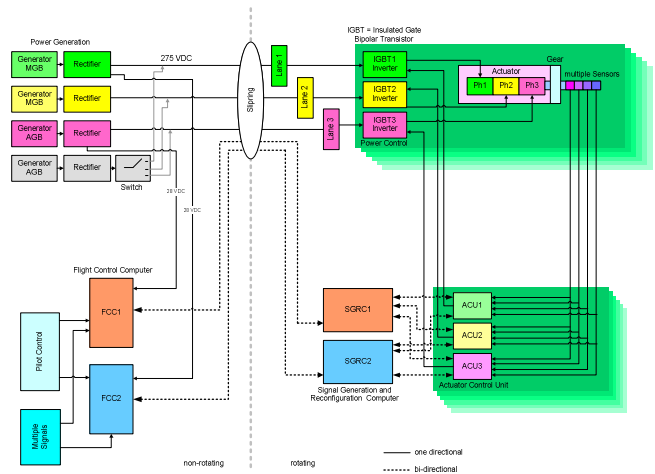 IGBT = Insulated Gate
Bipolar Transistor
Power Generation
Generator
MGB
Rectifier
275 VDC
Generator
MGB
Rectifier
Generator
AGB
Rectifier
Generator
AGB
Rectifier
Switch
28 VDC
28 VDC
Slipring
Lane 1
Lane 2
Lane 3
IGBT1
Inverter
IGBT2
Inverter
IGBT3
Inverter
Power Control
Gear
Actuator
Ph1
Ph2
Ph3
multiple Sensors
Flight Control Computer
FCC1
FCC2
Pilot Control
Multiple
Signals
SGRC1
SGRC2
Signal Generation and
Reconfiguration Computer
ACU1
ACU2
ACU3
Actuator Control Unit
non-rotating
rotating
one directional
bi-directional